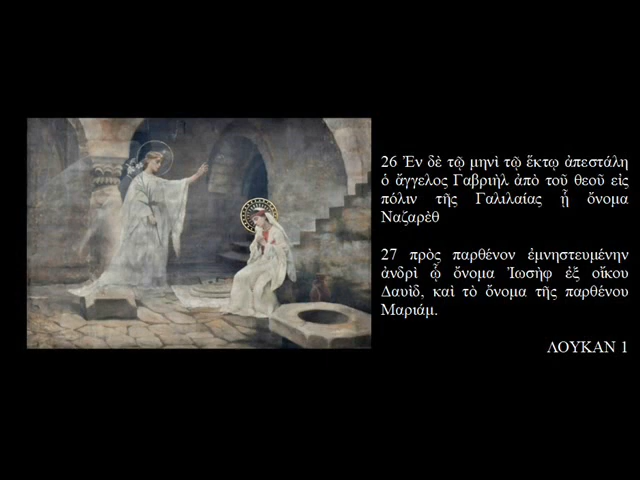 26 Ἐν δὲ τῷ μηνὶ τῷ ἕκτῳ ἀπεστάλη
ὁ ἄγγελος Γαβριὴλ ἀπὸ τοῦ θεοῦ εἰς
πόλιν τῆς Γαλιλαίας ᾗ ὄνομα
Ναζαρὲθ
27 πρὸς παρθένον ἐμνηστευμένην
ἀνδρὶ ᾧ ὄνομα Ἰωσὴφ ἐξ οἴκου
Δαυὶδ, καὶ τὸ ὄνομα τῆς παρθένου
Μαριάμ.
ΛΟΥΚΑΝ 1